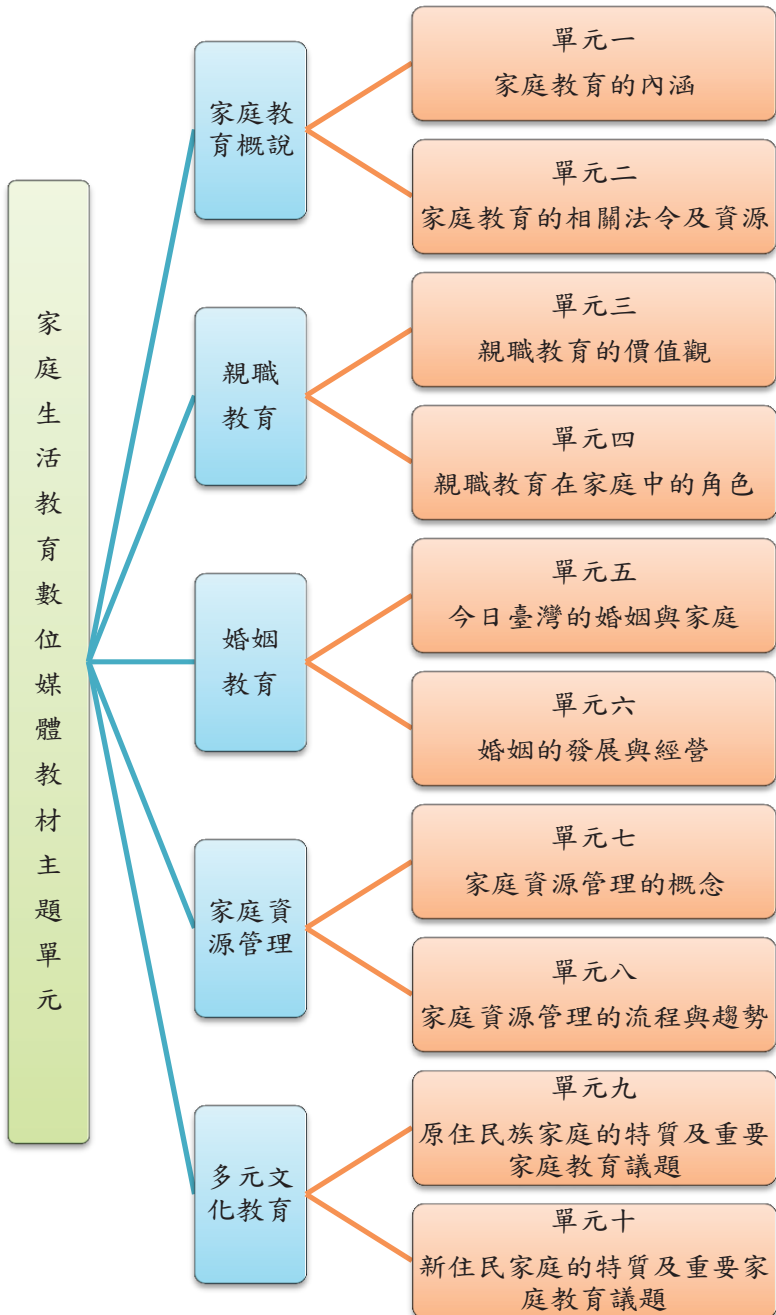 家庭生活教育數位媒體教材主題單元
家庭教
育概說
單元一
家庭教育的內涵
單元二
家庭教育的相關法令及資源
親職
教育
單元三
親職教育的價值觀
單元四
親職教育在家庭中的角色
婚姻
教育
單元五
今日臺灣的婚姻與家庭
單元六
婚姻的發展與經營
家庭資
源管理
單元七
家庭資源管理的概念
單元八
家庭資源管理的流程與趨勢
多元文
化教育
單元九
原住民族家庭的特質及重要
家庭教育議題
單元十
新住民家庭的特質及重要家
庭教育議題